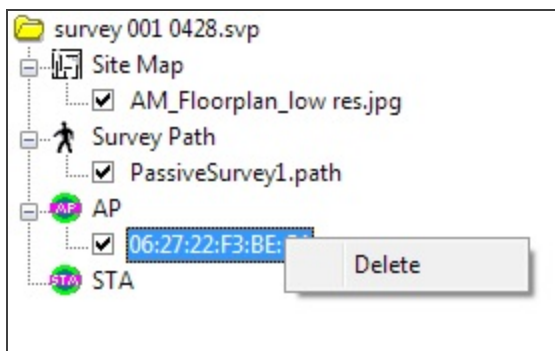 survey 001 0428.svp
Site Map
AM_Floorplan_low res.jpg
Survey Path
PassiveSurvey1.path
AP AP
06:27:22:F3:BE:
Delete
STA STA